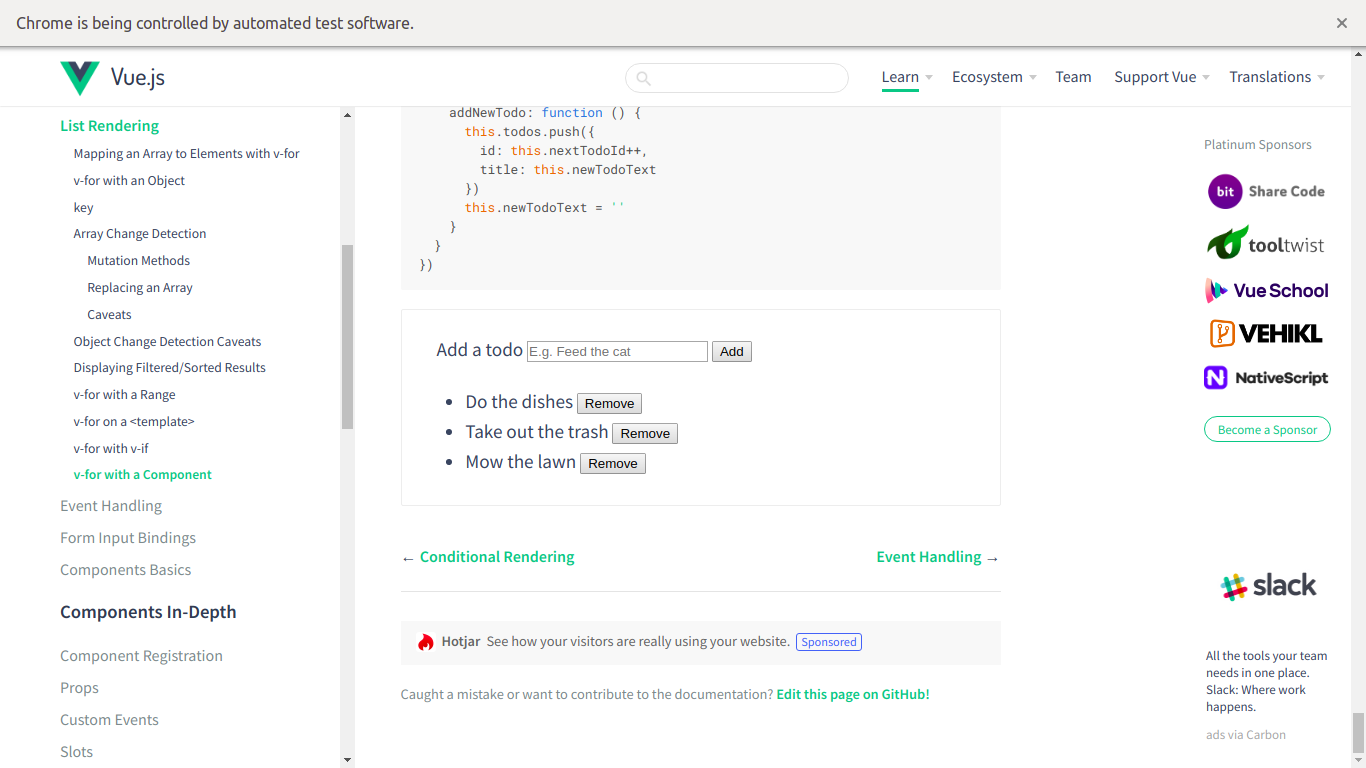 Chrome is being controlled by automated test software.
Vue.js
Learn
Ecosystem
Team
Support Vue
Translations
List Rendering
Mapping an Array to Elements with v-for
v-for with an Object
key
Array Change Detection
Mutation Methods
Replacing an Array
Caveats
Object Change Detection Caveats
Displaying Filtered/Sorted Results
v-for with a Range
v-for on a <template>
v-for with v-if
v-for with a Component
Event Handling
Form Input Bindings
Components Basics
Components In-Depth
Component Registration
Props
Custom Events
Slots
addNewTodo: function () {
this.todos.push({
id: this.nextTodoId++,
title: this.newTodoText
})
this.newTodoText = ''
}
}
})
Add a todo E.g. Feed the cat Add
• Do the dishes Remove
• Take out the trash Remove
• Mow the lawn Remove
← Conditional Rendering
Event Handling →
Hotjar See how your visitors are really using your website. Sponsored
Caught a mistake or want to contribute to the documentation? Edit this page on GitHub!
Platinum Sponsors
bit Share Code
tooltwist
Vue School
VEHIKL
NativeScript
Become a Sponsor
slack
All the tools your team
needs in one place.
Slack: Where work
happens.
ads via Carbon